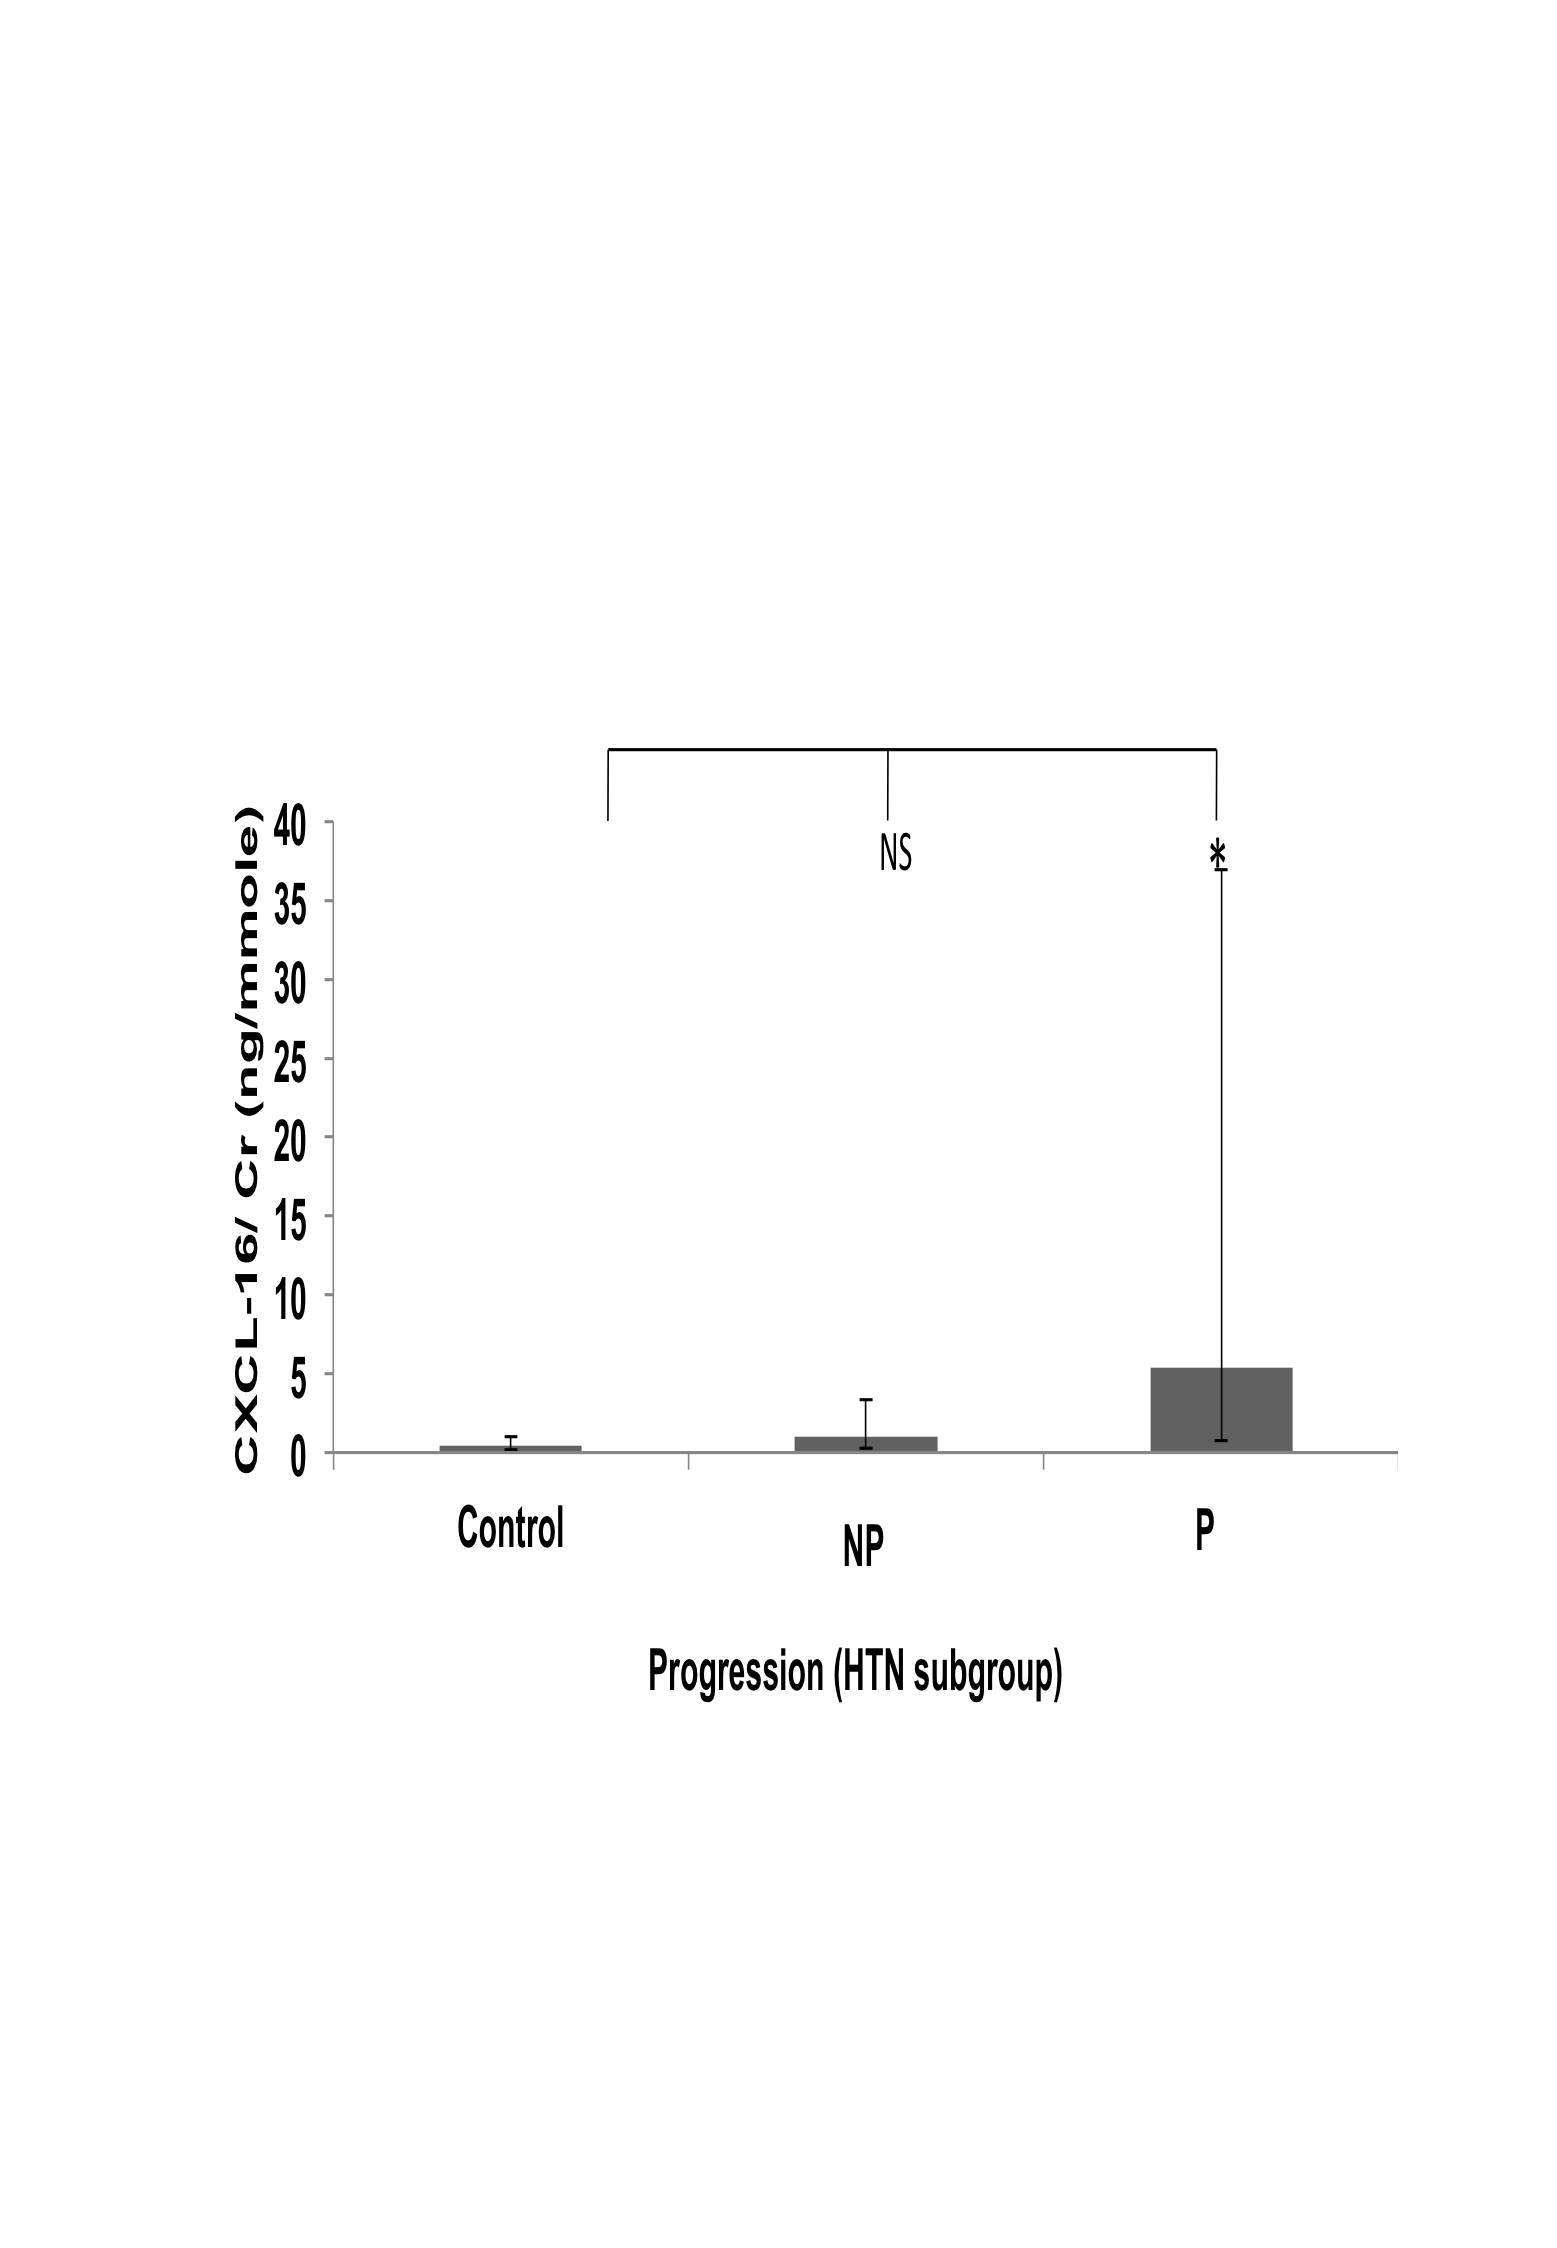 CXCL-16/ Cr (ng/mmole)
40
35
30
25
20
15
10
5
0
NS
*
Control
NP
P
Progression (HTN subgroup)